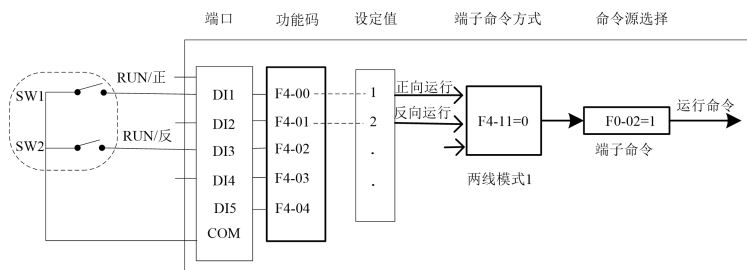 端口 功能码 设定值 端子命令方式 命令源选择
RUN/正
SW1
DI1 F4-00 1 正向运行
RUN/反
DI2 F4-01 2 反向运行
F4-11=0
F0-02=1
运行命令
SW2
DI3 F4-02 .
端子命令
DI4 F4-03 .
两线模式1
DI5 F4-04
COM